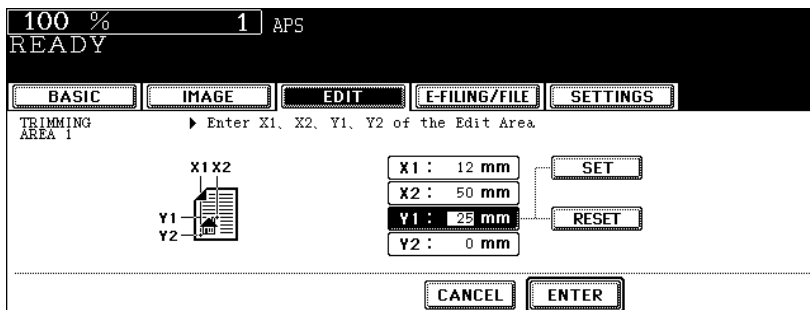 100 % 1 APS
READY
BASIC IMAGE EDIT E-FILING/FILE SETTINGS
TRIMMING
AREA 1
▶ Enter X1, X2, Y1, Y2 of the Edit Area.
X1 X2
Y1
Y2
X1 : 12 mm
X2 : 50 mm
Y1 : 25 mm
Y2 : 0 mm
SET
RESET
CANCEL ENTER